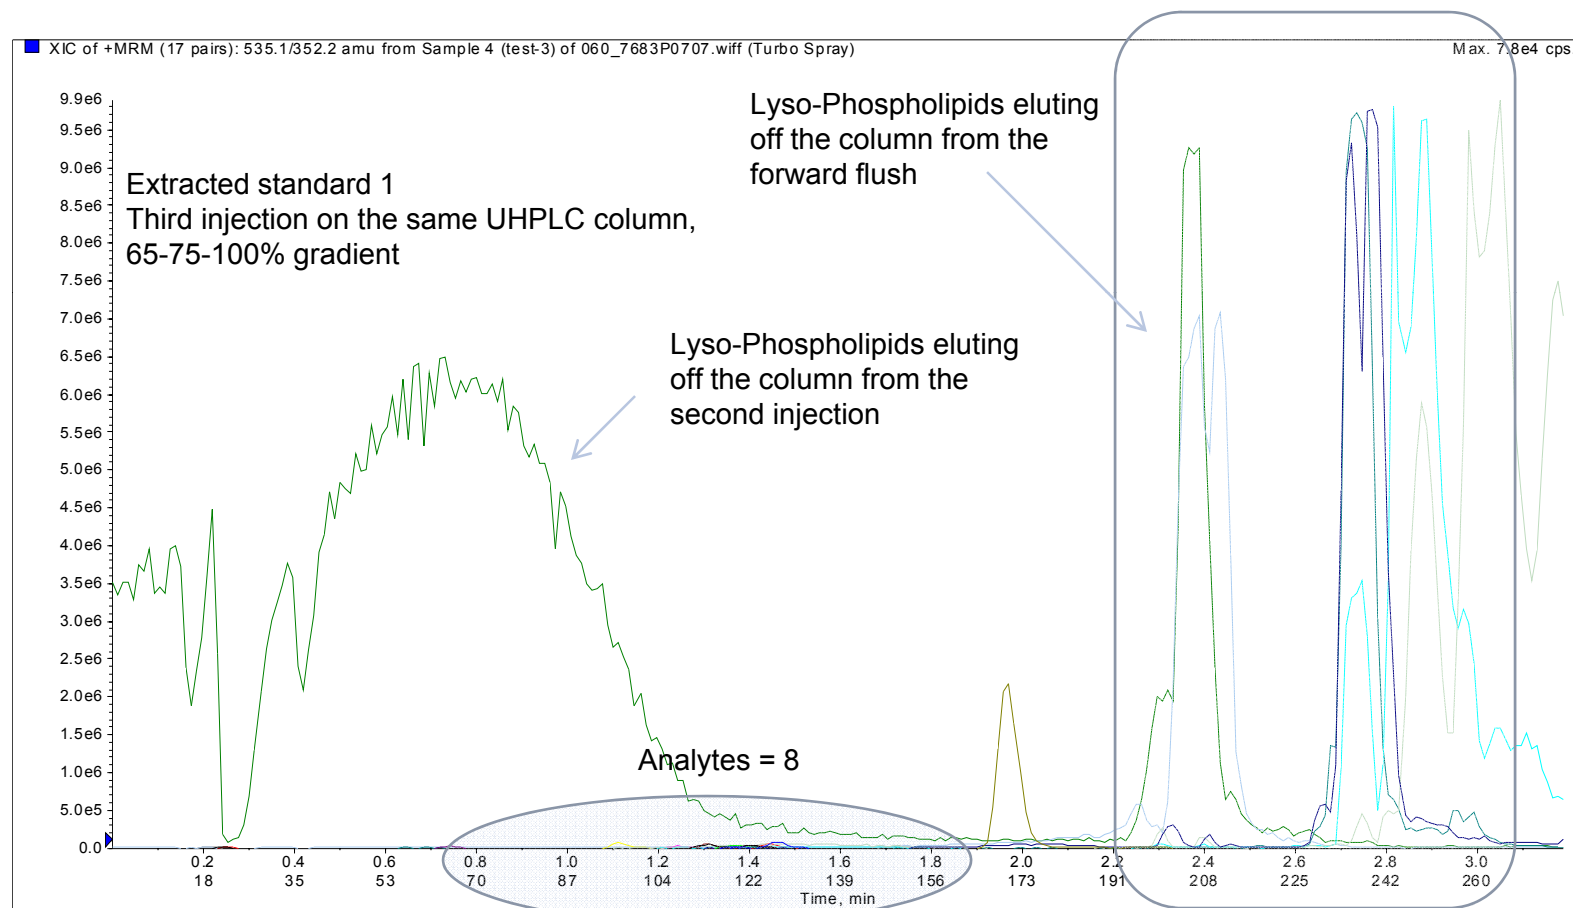 XIC of +MRM (17 pairs): 535.1/352.2 amu from Sample 4 (test-3) of 060_7683P0707.wiff (Turbo Spray)
Max. 7.8e4 cps.
Lyso-Phospholipids eluting
off the column from the
forward flush
Extracted standard 1
Third injection on the same UHPLC column,
65-75-100% gradient
Lyso-Phospholipids eluting
off the column from the
second injection
Analytes = 8
9.9e6
9.5e6
9.0e6
8.5e6
8.0e6
7.5e6
7.0e6
6.5e6
6.0e6
5.5e6
5.0e6
4.5e6
4.0e6
3.5e6
3.0e6
2.5e6
2.0e6
1.5e6
1.0e6
5.0e5
0.0
0.2 0.4 0.6 0.8 1.0 1.2 1.4 1.6 1.8 2.0 2.2 2.4 2.6 2.8 3.0
18 35 53 70 87 104 122 139 156 173 191 208 225 242 260
Time, min